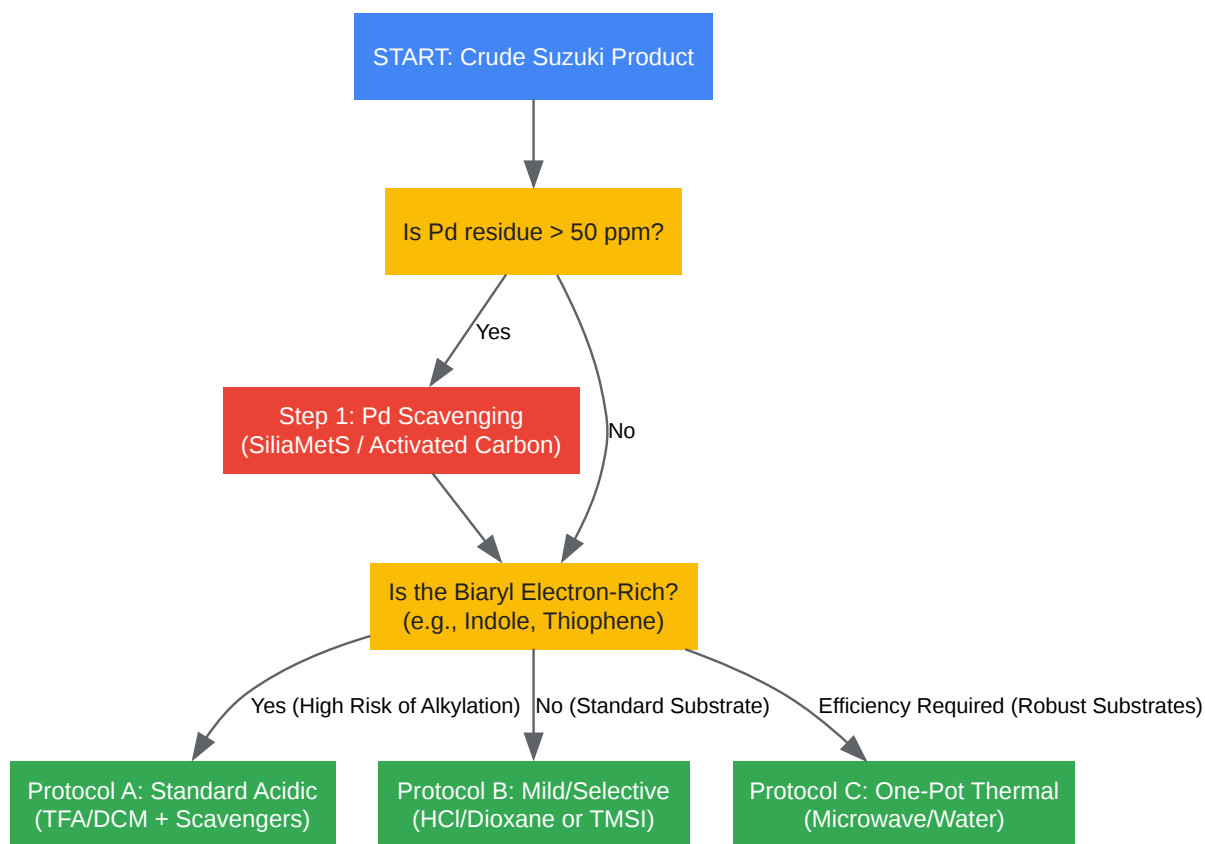 START: Crude Suzuki Product
Is Pd residue > 50 ppm?
Yes
Step 1: Pd Scavenging
(SiliaMetS / Activated Carbon)
No
Is the Biaryl Electron-Rich?
(e.g., Indole, Thiophene)
Yes (High Risk of Alkylation)
No (Standard Substrate)
Efficiency Required (Robust Substrates)
Protocol A: Standard Acidic
(TFA/DCM + Scavengers)
Protocol B: Mild/Selective
(HCl/Dioxane or TMSI)
Protocol C: One-Pot Thermal
(Microwave/Water)